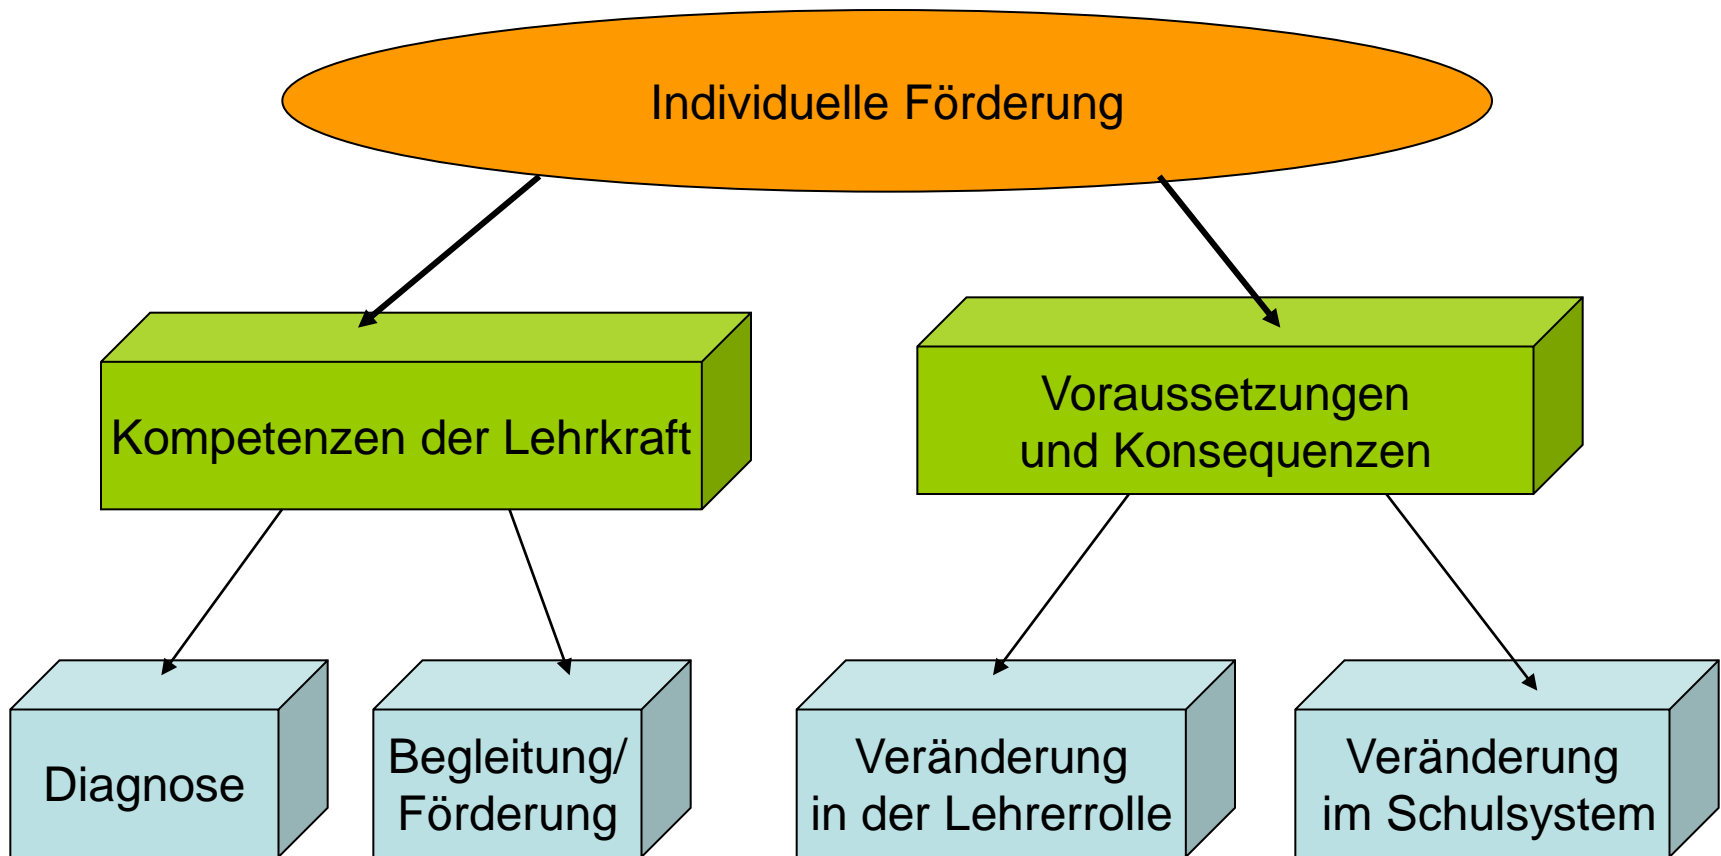 Individuelle Förderung
Kompetenzen der Lehrkraft
Voraussetzungen
und Konsequenzen
Diagnose
Begleitung/
Förderung
Veränderung
in der Lehrerrolle
Veränderung
im Schulsystem